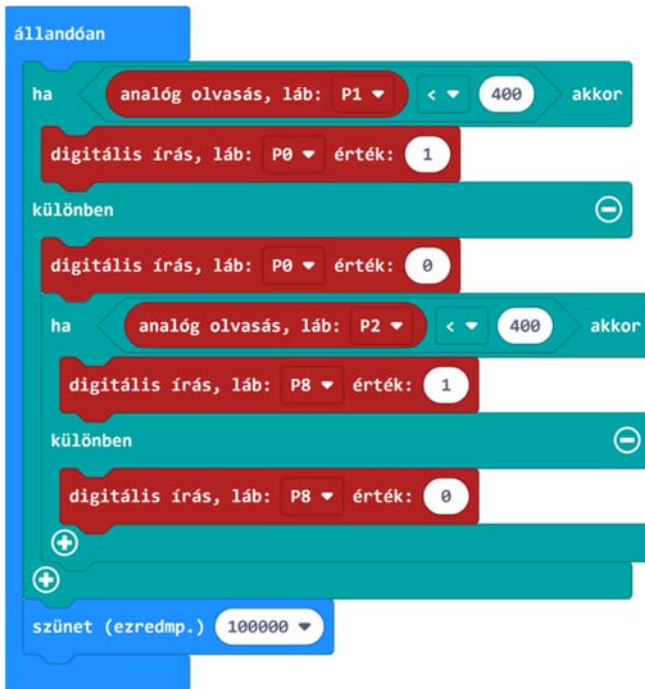 állandóan
ha analóg olvasás, láb: P1 < 400 akkor
digitális írás, láb: P0 érték: 1
különben
digitális írás, láb: P0 érték: 0
ha analóg olvasás, láb: P2 < 400 akkor
digitális írás, láb: P8 érték: 1
különben
digitális írás, láb: P8 érték: 0
szünet (ezredmp.) 100000